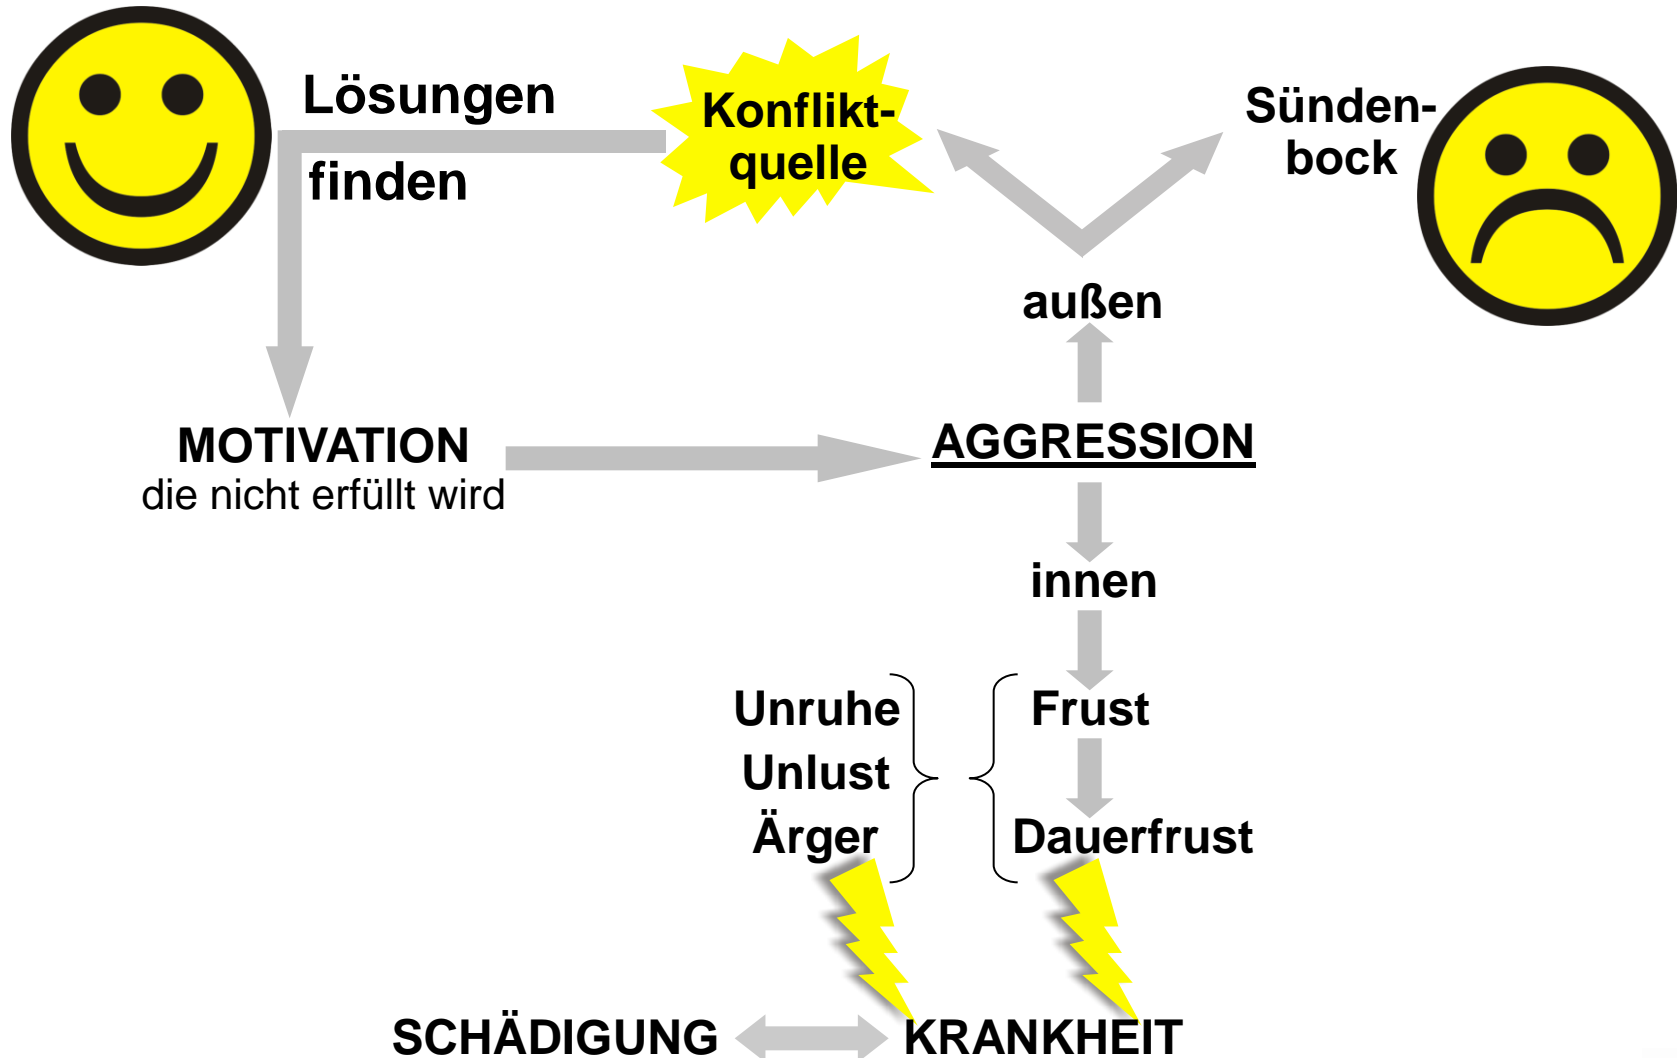 Lösungen
finden
Konflikt-
quelle
Sünden-
bock
außen
MOTIVATION
die nicht erfüllt wird
AGGRESSION
innen
Unruhe
Unlust
Ärger
Frust
Dauerfrust
SCHÄDIGUNG
KRANKHEIT